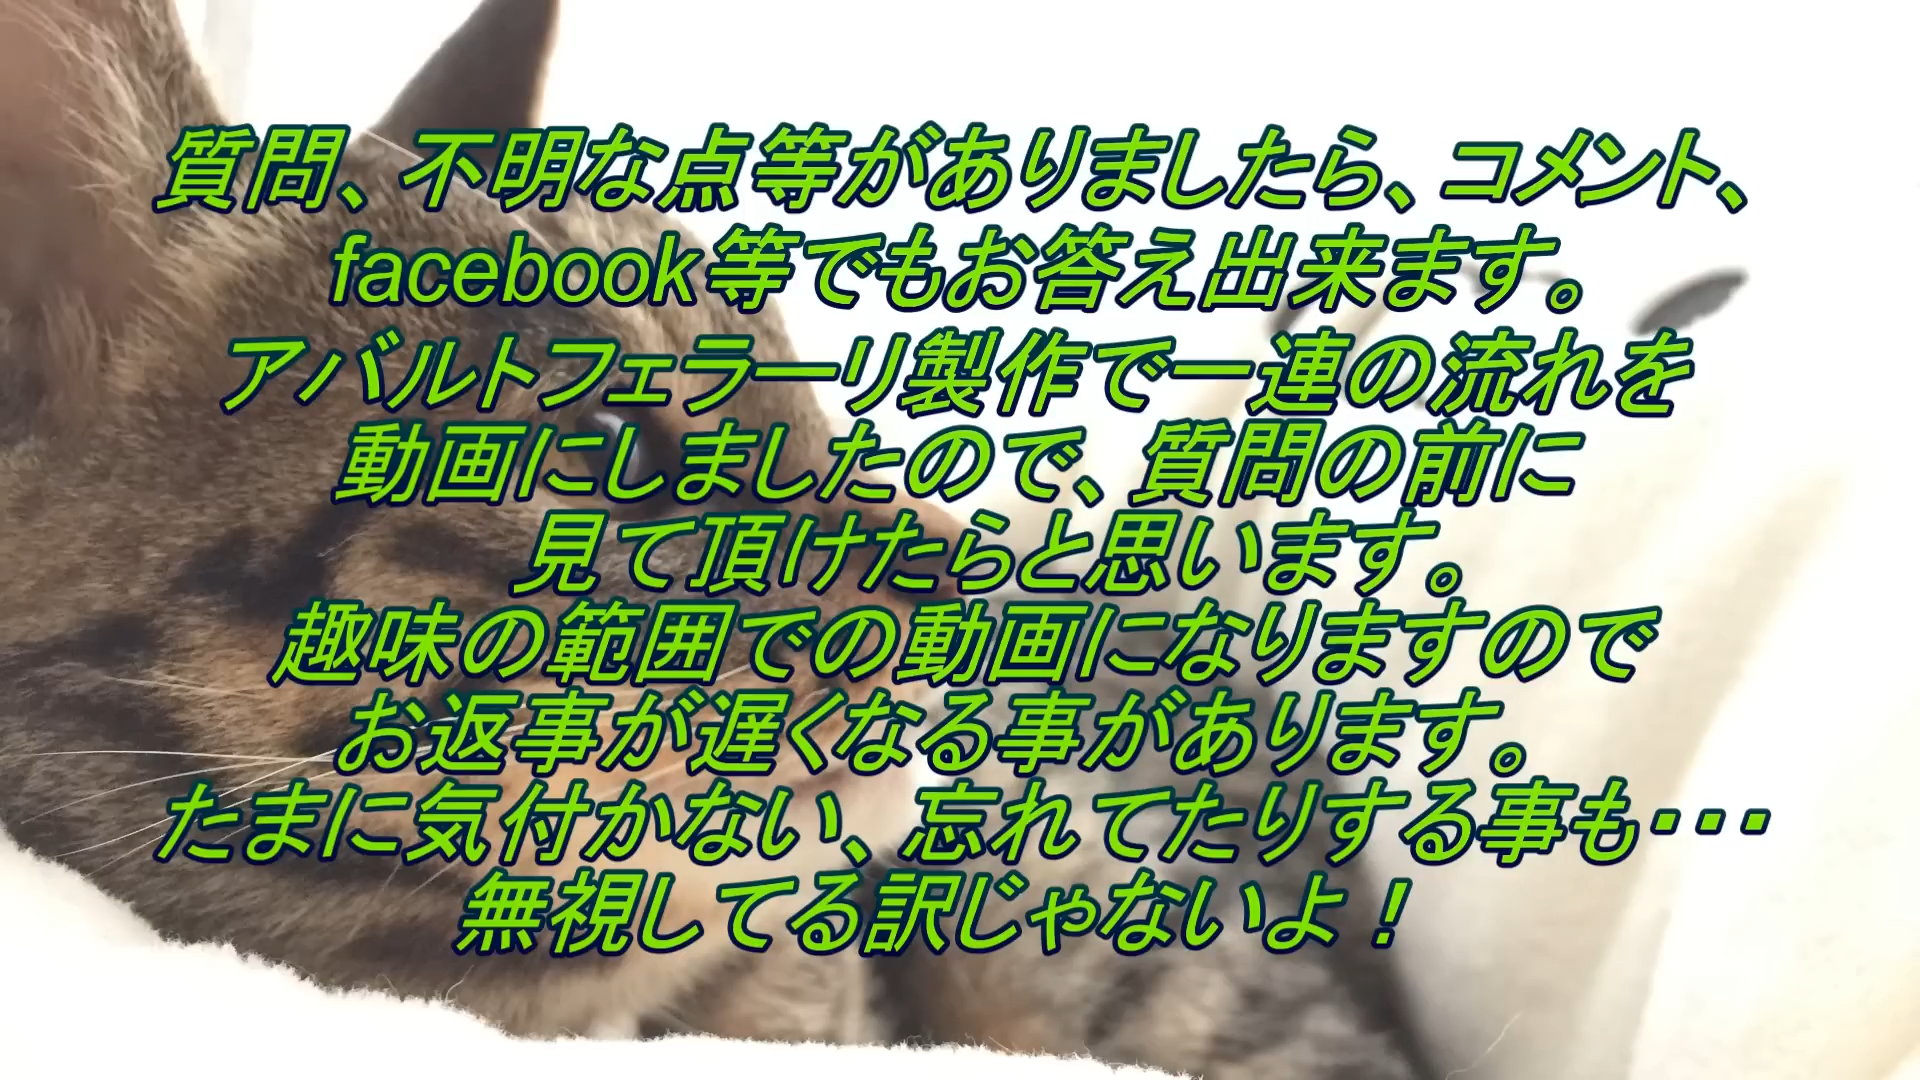 質問、不明な点等がありましたら、コメント、
facebook等でもお答え出来ます。
アバルトフェラーリ製作で一連の流れを
動画にしましたので、質問の前に
見て頂けたらと思います。
趣味の範囲での動画になりますので
お返事が遅くなる事があります。
たまに気付かない、忘れてたりする事も・・・
無視してる訳じゃないよ！